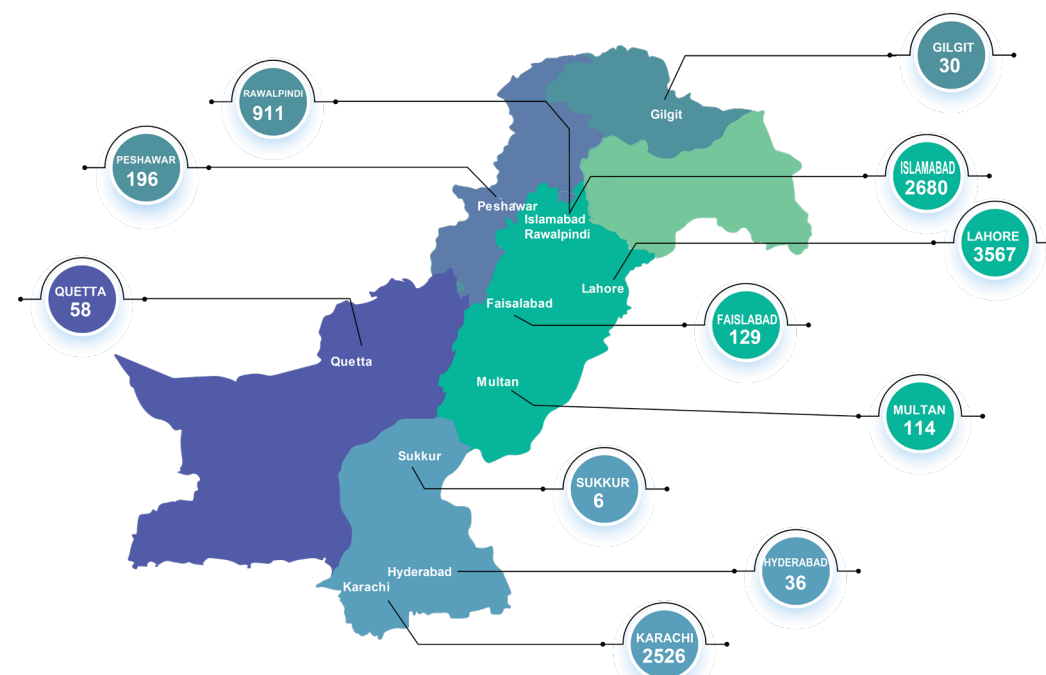 GILGIT
30
RAWALPINDI
911
Gilgit
PESHAWAR
196
ISLAMABAD
2680
Peshawar
Islamabad
Rawalpindi
LAHORE
3567
QUETTA
58
Lahore
Faisalabad
FAISLABAD
129
Quetta
Multan
MULTAN
114
Sukkur
SUKKUR
6
Hyderabad
HYDERABAD
36
Karachi
KARACHI
2526